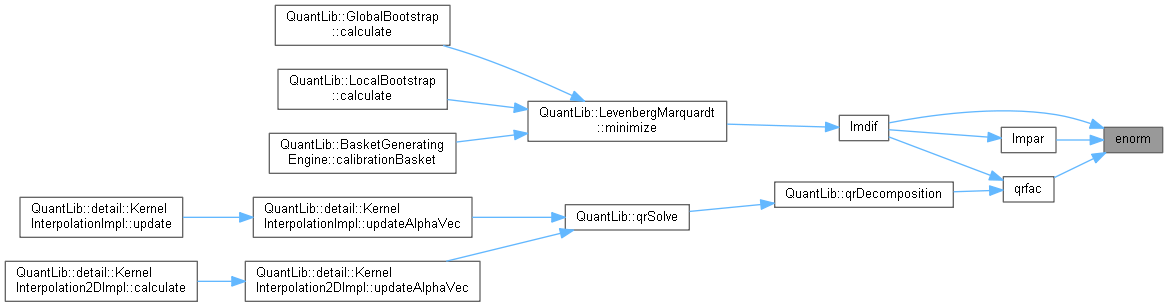 QuantLib::GlobalBootstrap
::calculate
QuantLib::LocalBootstrap
::calculate
QuantLib::LevenbergMarquardt
::minimize
lmdif
lmpar
enorm
QuantLib::BasketGenerating
Engine::calibrationBasket
qrfac
QuantLib::qrDecomposition
QuantLib::detail::Kernel
InterpolationImpl::update
QuantLib::detail::Kernel
InterpolationImpl::updateAlphaVec
QuantLib::qrSolve
QuantLib::detail::Kernel
Interpolation2DImpl::calculate
QuantLib::detail::Kernel
Interpolation2DImpl::updateAlphaVec